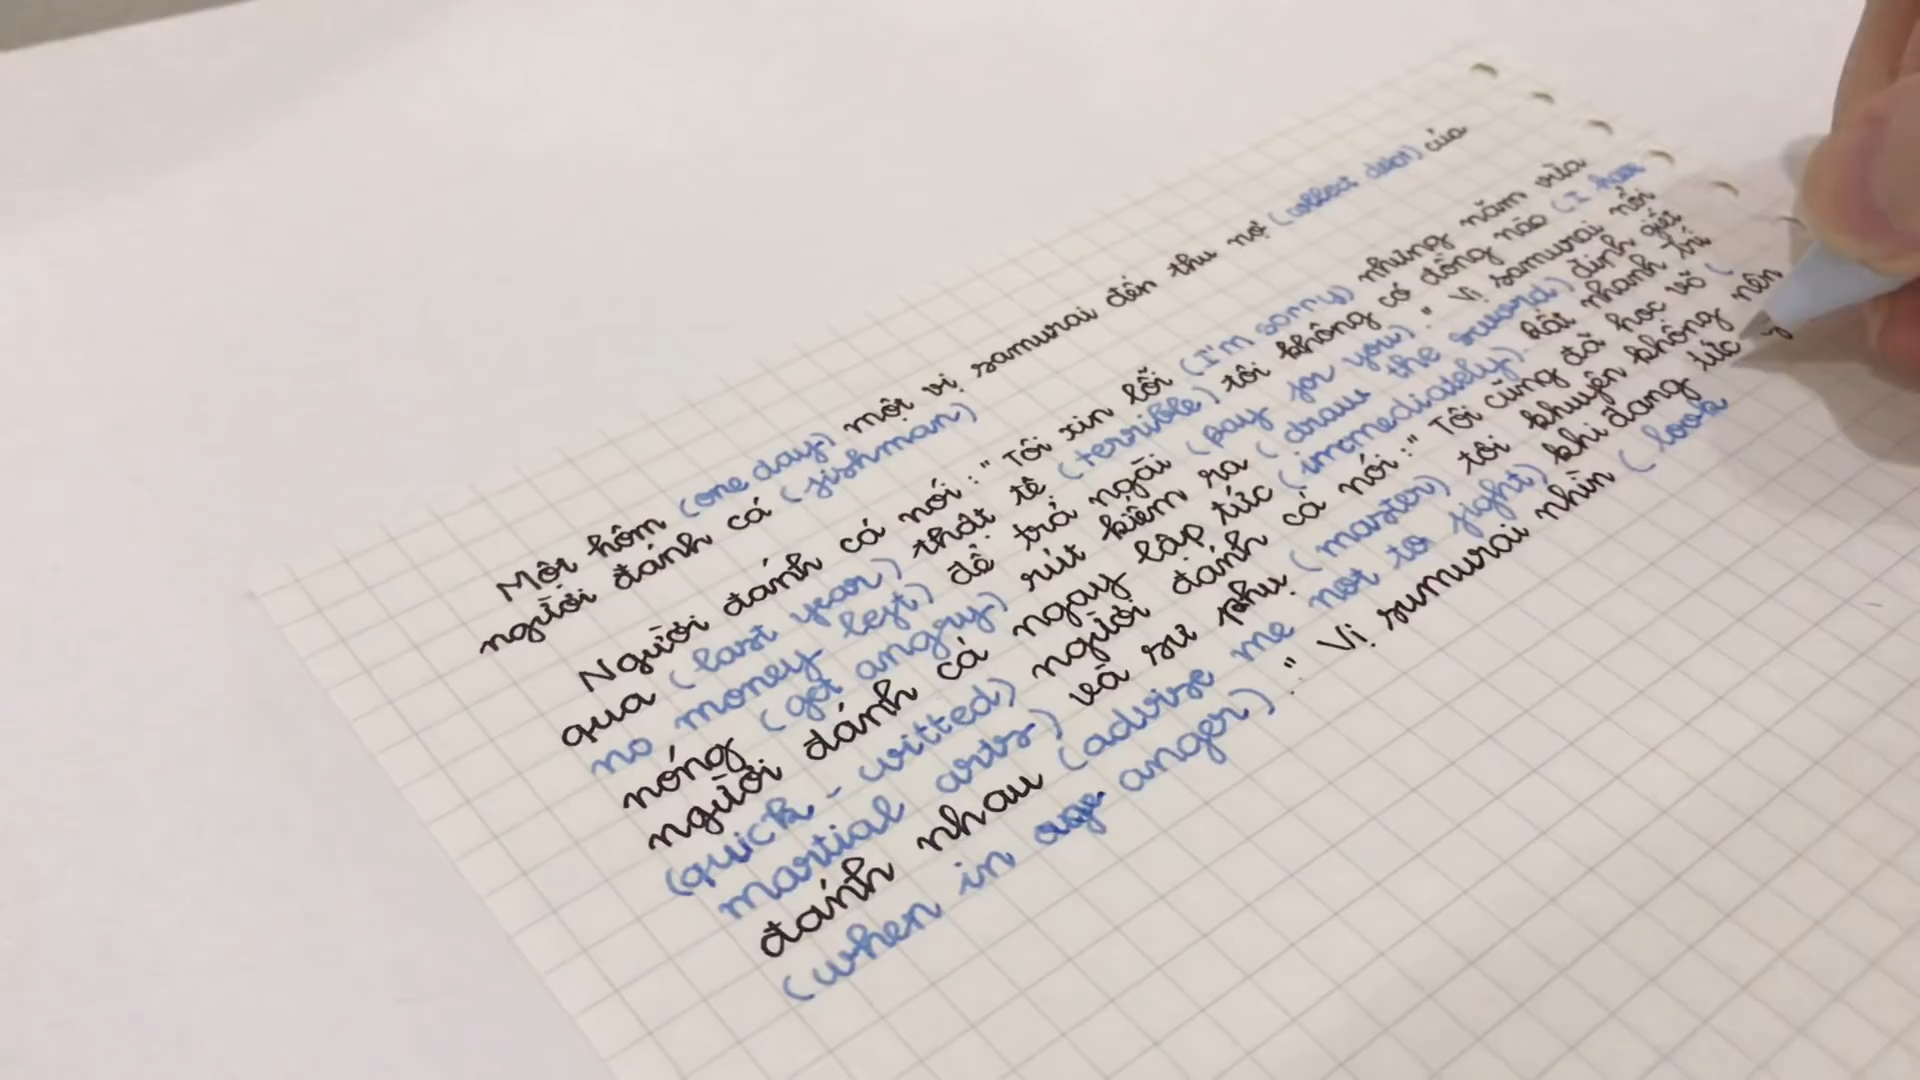 Một hôm (one day) một vị samurai đến thu nợ (collect debt) của
người đánh cá (fishman)
Người đánh cá nói : " Tôi xin lỗi (I'm sorry) nhưng năm vừa
qua (last year) thật tệ (terrible) tôi không có đồng nào (I have
no money left) để trả ngài (pay for you) ." Vị samurai nổi
nóng (get angry) rút kiếm ra (draw the sword) định giết
người đánh cá ngay lập tức (immediately). Rất nhanh trí
(quick - witted) người đánh cá nói : " Tôi cũng đã học võ (
martial arts) và sư phụ (master) tôi khuyên không nên
đánh nhau (advise me not to fight) khi đang tức
(when in anger) ." Vị sumurai nhìn (look